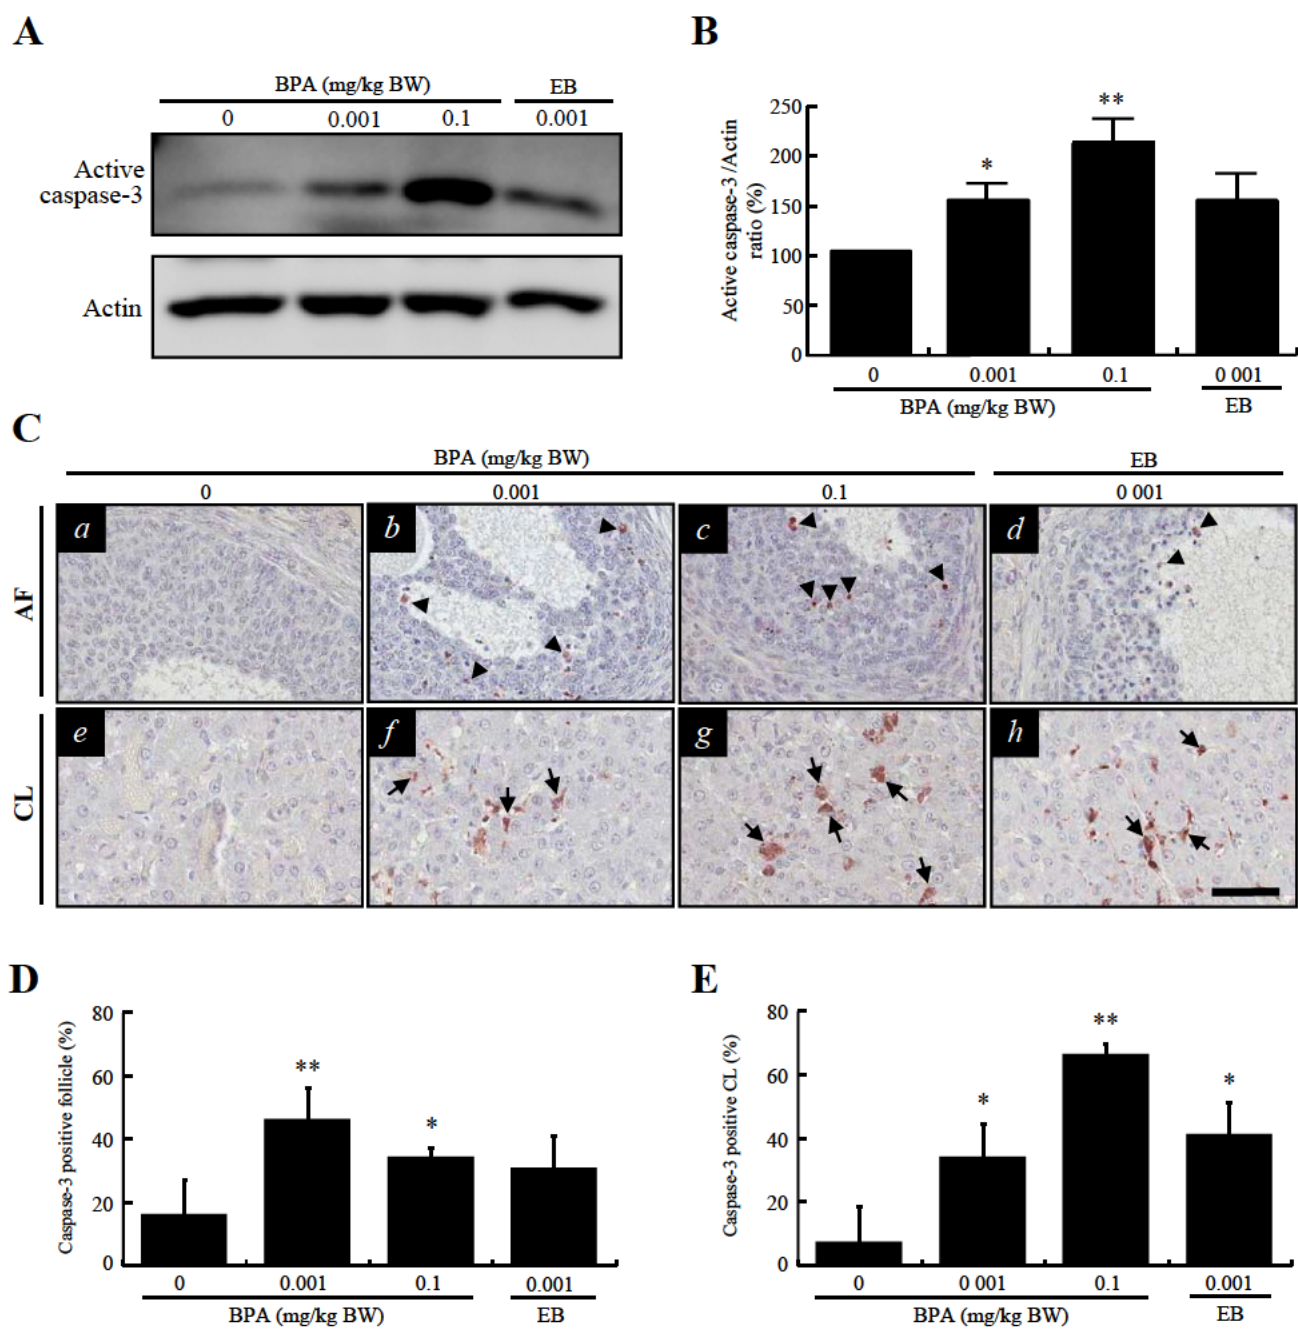 A
BPA (mg/kg BW)
EB
0 0.001 0.1 0.001
Active
caspase-3
Actin
B
Active caspase-3 /Actin
ratio (%)
250
200
150
100
50
0
*
**
0 0.001 0.1 0 001
BPA (mg/kg BW)
EB
C
BPA (mg/kg BW)
EB
0 0.001 0.1 0 001
AF
a b c d
CL
e f g h
D
Caspase-3 positive follicle (%)
80
60
40
20
0
**
*
0 0.001 0.1 0.001
BPA (mg/kg BW)
EB
E
Caspase-3 positive CL (%)
80
60
40
20
0
*
**
*
0 0 001 0.1 0.001
BPA (mg/kg BW)
EB